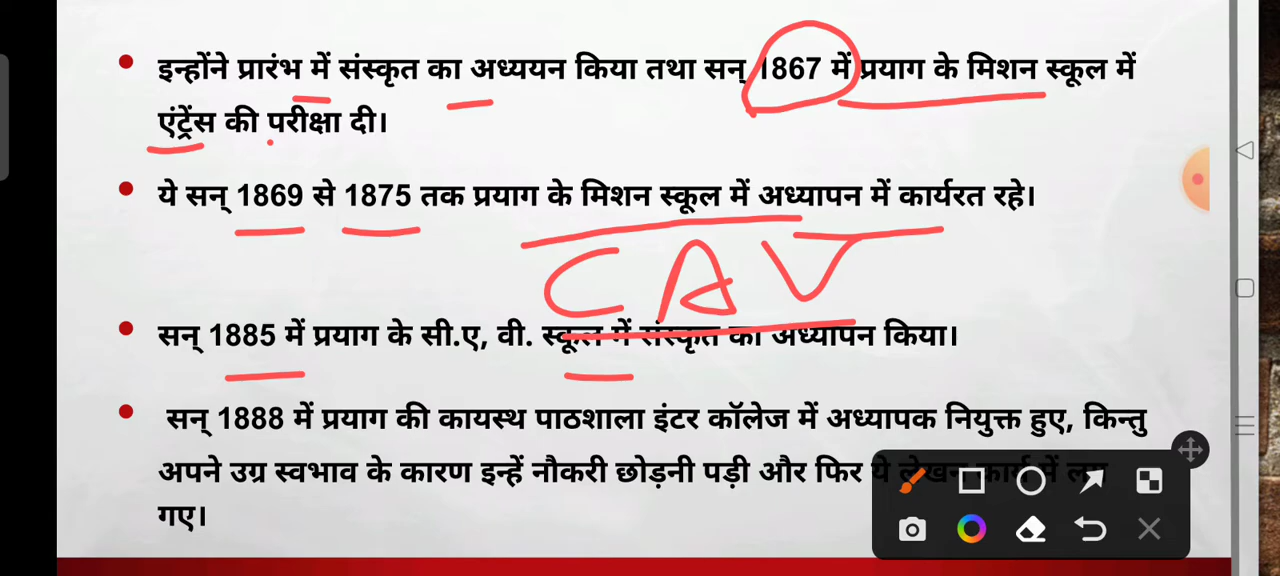 इन्होंने प्रारंभ में संस्कृत का अध्ययन किया तथा सन् 1867 में प्रयाग के मिशन स्कूल में
एंट्रेंस की परीक्षा दी।
ये सन् 1869 से 1875 तक प्रयाग के मिशन स्कूल में अध्यापन में कार्यरत रहे।
CAV
सन् 1885 में प्रयाग के सी.ए, वी. स्कूल में संस्कृत का अध्यापन किया।
सन् 1888 में प्रयाग की कायस्थ पाठशाला इंटर कॉलेज में अध्यापक नियुक्त हुए, किन्तु
अपने उग्र स्वभाव के कारण इन्हें नौकरी छोड़नी पड़ी और फिर ये लेखन कार्य में लग
गए।